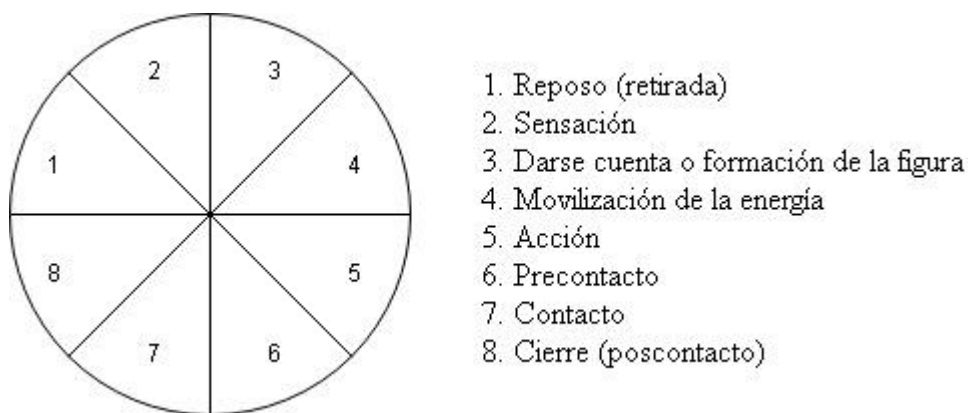 2
3
1
4
8
5
7
6
1. Reposo (retirada)
2. Sensación
3. Darse cuenta o formación de la figura
4. Movilización de la energía
5. Acción
6. Precontacto
7. Contacto
8. Cierre (poscontacto)